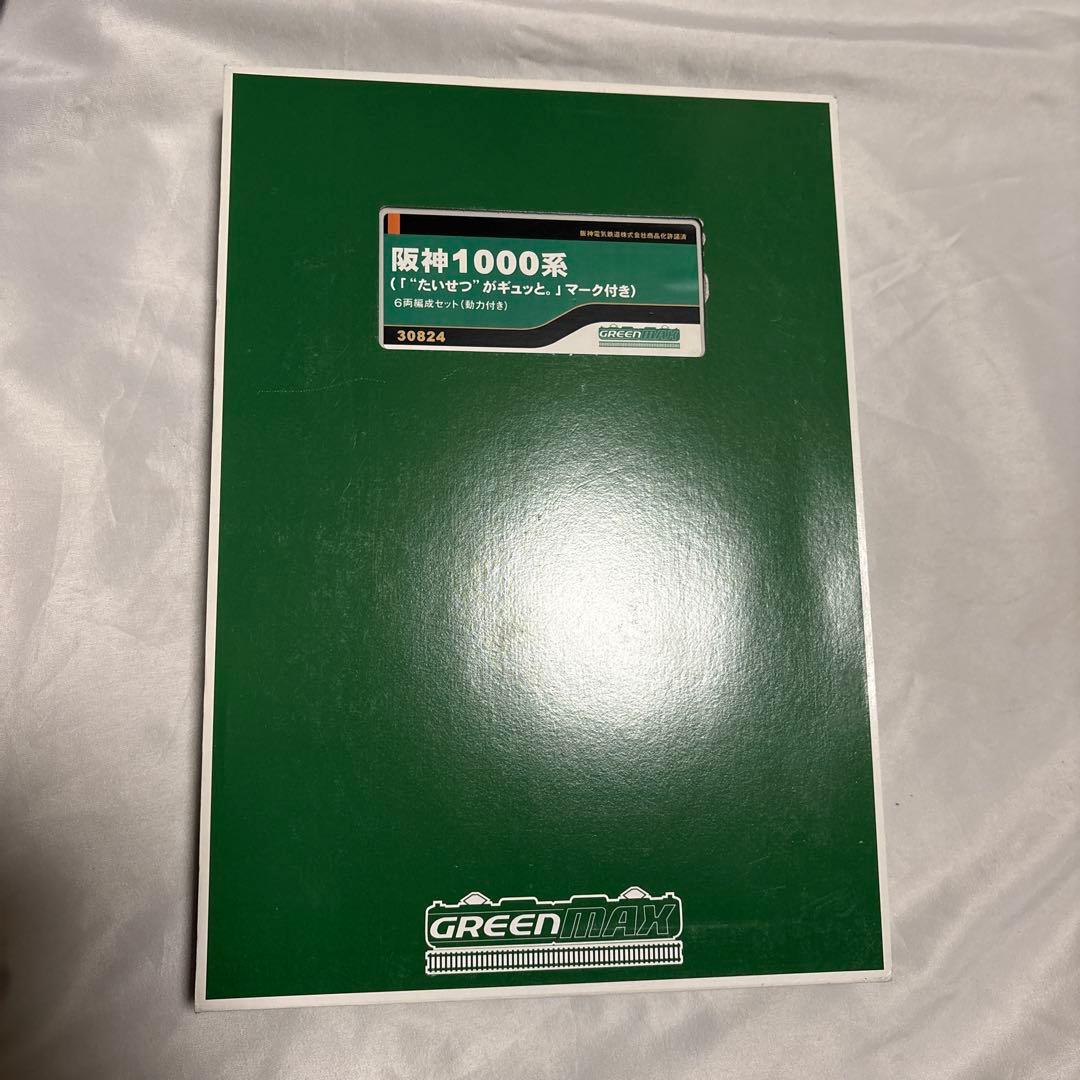 阪神電気鉄道株式会社商品化許諾済
阪神1000系
(「“たいせつ”がギュッと。」マーク付き)
6両編成セット(動力付き)
30824
GREENMAX
GREENMAX